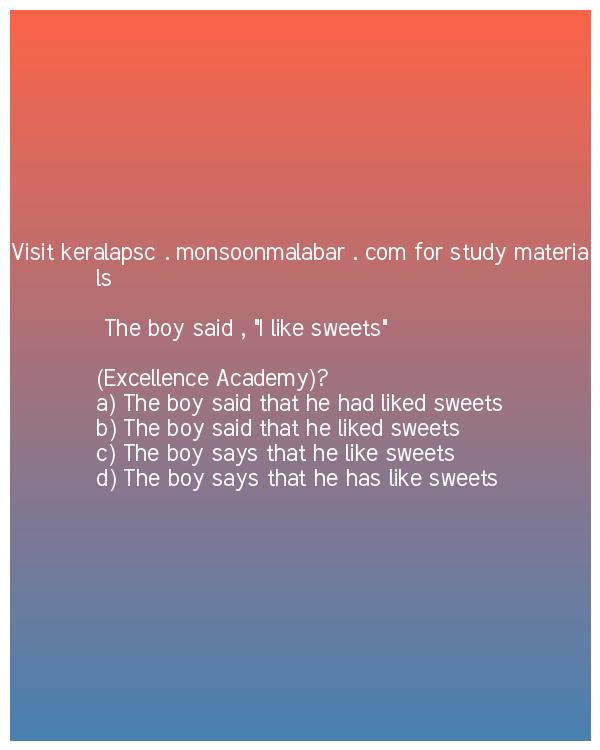 Visit keralapsc . monsoonmalabar . com for study materia
ls
The boy said , "I like sweets"
(Excellence Academy)?
a) The boy said that he had liked sweets
b) The boy said that he liked sweets
c) The boy says that he like sweets
d) The boy says that he has like sweets